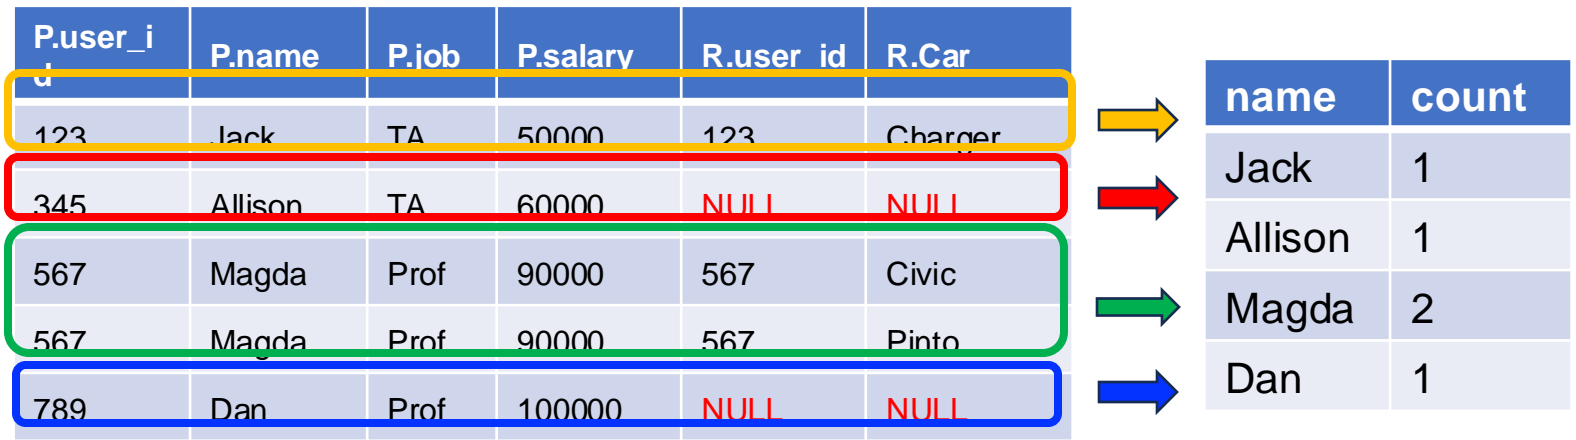 P.user_i
d P.name P.job P.salary R.user_id R.Car
123 Jack TA 50000 123 Charger
345 Allison TA 60000 NULL NULL
567 Magda Prof 90000 567 Civic
567 Magda Prof 90000 567 Pinto
789 Dan Prof 100000 NULL NULL
name count
Jack 1
Allison 1
Magda 2
Dan 1